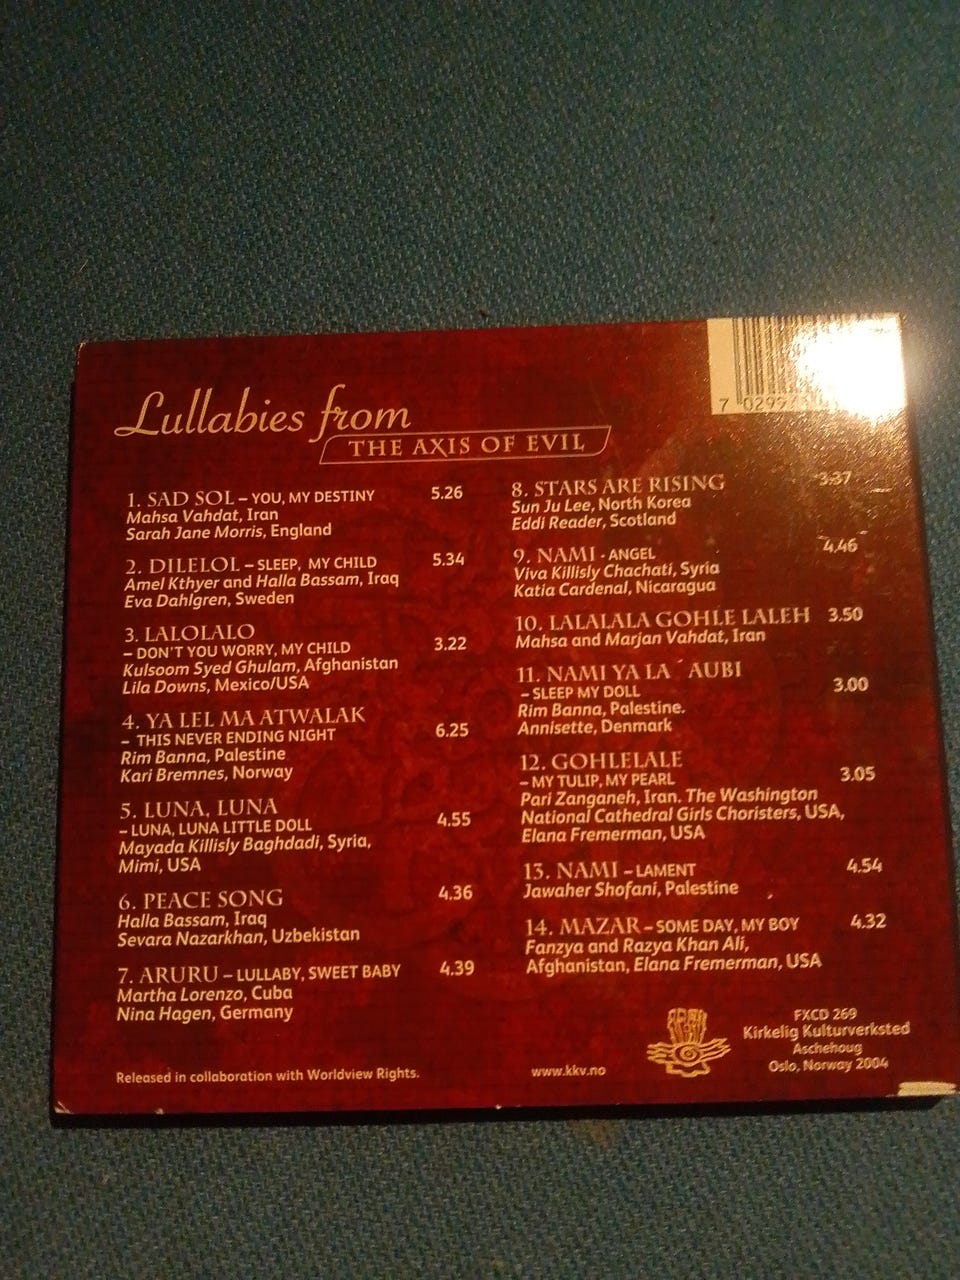 7 0299
Lullabies from
THE AXIS OF EVIL
1. SAD SOL – YOU, MY DESTINY 5.26
Mahsa Vahdat, Iran
Sarah Jane Morris, England
2. DILELOL – SLEEP, MY CHILD 5.34
Amel Kthyer and Halla Bassam, Iraq
Eva Dahlgren, Sweden
3. LALOLALO
– DON'T YOU WORRY, MY CHILD 3.22
Kulsoom Syed Ghulam, Afghanistan
Lila Downs, Mexico/USA
4. YA LEL MA ATWALAK
– THIS NEVER ENDING NIGHT 6.25
Rim Banna, Palestine
Kari Bremnes, Norway
5. LUNA, LUNA
– LUNA, LUNA LITTLE DOLL 4.55
Mayada Killisly Baghdadi, Syria,
Mimi, USA
6. PEACE SONG 4.36
Halla Bassam, Iraq
Sevara Nazarkhan, Uzbekistan
7. ARURU – LULLABY, SWEET BABY 4.39
Martha Lorenzo, Cuba
Nina Hagen, Germany
8. STARS ARE RISING 3.37
Sun Ju Lee, North Korea
Eddi Reader, Scotland
9. NAMI - ANGEL 4.46
Viva Killisly Chachati, Syria
Katia Cardenal, Nicaragua
10. LALALALA GOHLE LALEH 3.50
Mahsa and Marjan Vahdat, Iran
11. NAMI YA LA ´AUBI
– SLEEP MY DOLL 3.00
Rim Banna, Palestine.
Annisette, Denmark
12. GOHLELALE
– MY TULIP, MY PEARL 3.05
Pari Zanganeh, Iran. The Washington
National Cathedral Girls Choristers, USA,
Elana Fremerman, USA
13. NAMI – LAMENT 4.54
Jawaher Shofani, Palestine
14. MAZAR – SOME DAY, MY BOY 4.32
Fanzya and Razya Khan Ali,
Afghanistan, Elana Fremerman, USA
Released in collaboration with Worldview Rights.
www.kkv.no
FXCD 269
Kirkelig Kulturverksted
Aschehoug
Oslo, Norway 2004